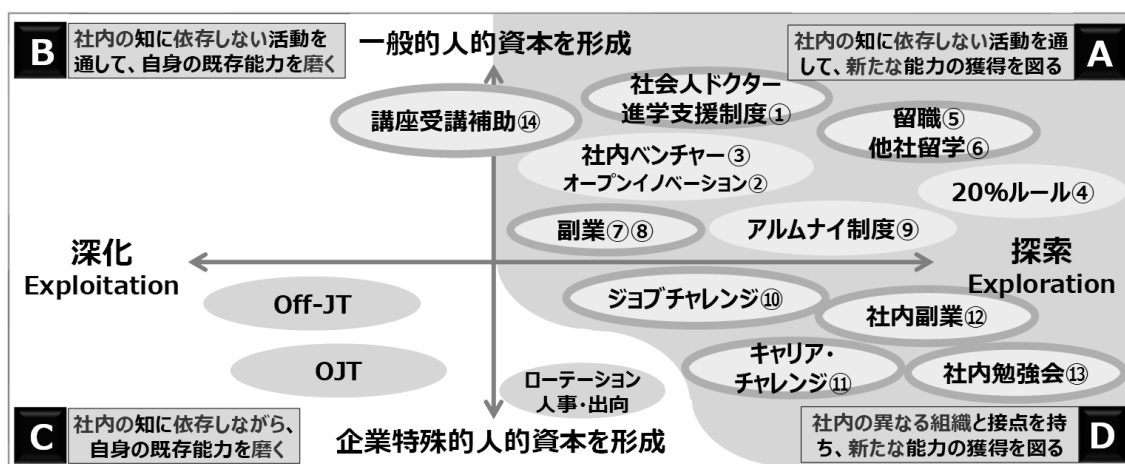 B
社内の知に依存しない活動を
通して、自身の既存能力を磨く
一般的人的資本を形成
社内の知に依存しない活動を通
して、新たな能力の獲得を図る
A
社会人ドクター
進学支援制度①
講座受講補助⑭
留職⑤
他社留学⑥
社内ベンチャー③
オープンイノベーション②
20%ルール④
副業⑦⑧
アルムナイ制度⑨
深化
Exploitation
探索
Exploration
Off-JT
ジョブチャレンジ⑩
社内副業⑫
OJT
キャリア・
チャレンジ⑪
社内勉強会⑬
ローテーション
人事・出向
C
社内の知に依存しながら、
自身の既存能力を磨く
企業特殊的人的資本を形成
社内の異なる組織と接点を持
ち、新たな能力の獲得を図る
D